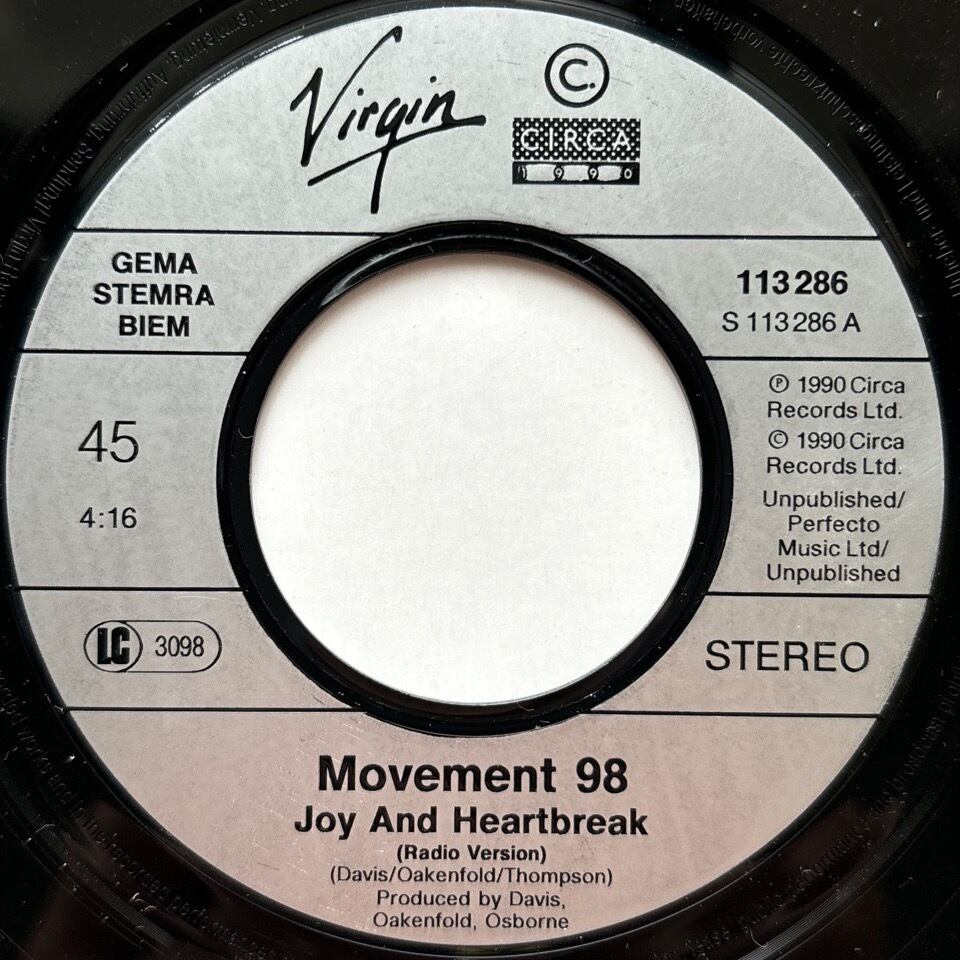 Virgin
C.
CIRCA
1990
GEMA
STEMRA
BIEM
113 286
S 113 286 A
45
4:16
℗ 1990 Circa
Records Ltd.
© 1990 Circa
Records Ltd.
Unpublished/
Perfecto
Music Ltd/
Unpublished
LC 3098
STEREO
Movement 98
Joy And Heartbreak
(Radio Version)
(Davis/Oakenfold/Thompson)
Produced by Davis,
Oakenfold, Osborne